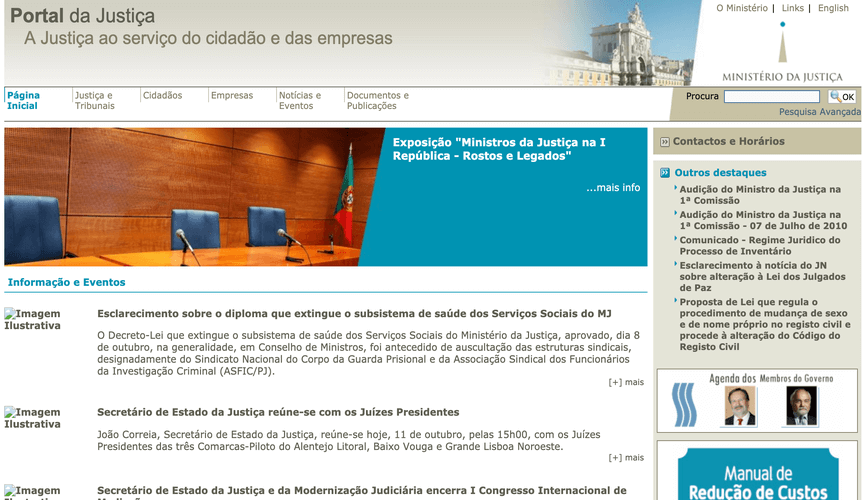 Portal da Justiça
A Justiça ao serviço do cidadão e das empresas
O Ministério | Links | English
MINISTÉRIO DA JUSTIÇA
Página
Inicial
Justiça e
Tribunais
Cidadãos
Empresas
Notícias e
Eventos
Documentos e
Publicações
Procura
OK
Pesquisa Avançada
Exposição "Ministros da Justiça na I
República - Rostos e Legados"
...mais info
Informação e Eventos
Imagem
Ilustrativa
Esclarecimento sobre o diploma que extingue o subsistema de saúde dos Serviços Sociais do MJ
O Decreto-Lei que extingue o subsistema de saúde dos Serviços Sociais do Ministério da Justiça, aprovado, dia 8
de outubro, na generalidade, em Conselho de Ministros, foi antecedido de auscultação das estruturas sindicais,
designadamente do Sindicato Nacional do Corpo da Guarda Prisional e da Associação Sindical dos Funcionários
da Investigação Criminal (ASFIC/PJ).
[+] mais
Imagem
Ilustrativa
Secretário de Estado da Justiça reúne-se com os Juízes Presidentes
João Correia, Secretário de Estado da Justiça, reúne-se hoje, 11 de outubro, pelas 15h00, com os Juízes
Presidentes das três Comarcas-Piloto do Alentejo Litoral, Baixo Vouga e Grande Lisboa Noroeste.
[+] mais
Imagem
Secretário de Estado da Justiça e da Modernização Judiciária encerra I Congresso Internacional de
Contactos e Horários
Outros destaques
Audição do Ministro da Justiça na
1ª Comissão
Audição do Ministro da Justiça na
1ª Comissão - 07 de Julho de 2010
Comunicado - Regime Juridico do
Processo de Inventário
Esclarecimento à notícia do JN
sobre alteração à Lei dos Julgados
de Paz
Proposta de Lei que regula o
procedimento de mudança de sexo
e de nome próprio no registo civil e
procede à alteração do Código do
Registo Civil
Agenda dos Membros do Governo
Manual de
Redução de Custos